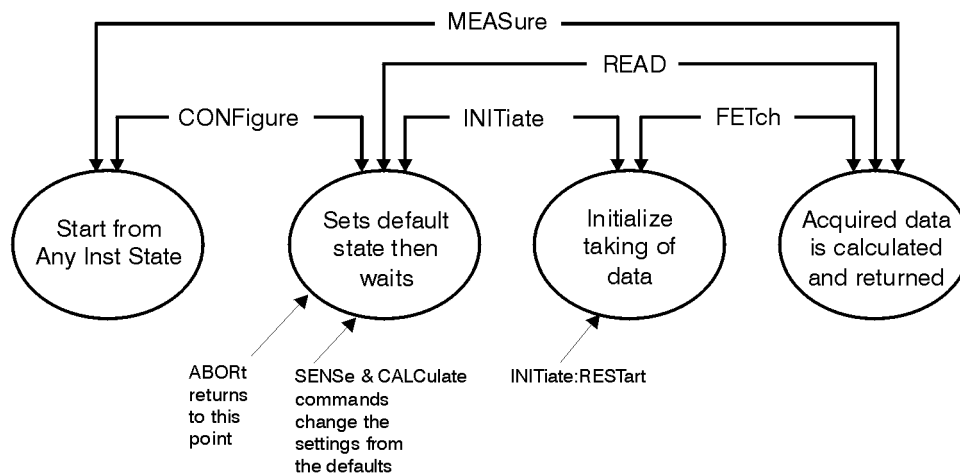 MEASure
READ
CONFigure
INITiate
FETch
Start from
Any Inst State
Sets default
state then
waits
Initialize
taking of
data
Acquired data
is calculated
and returned
ABORt
returns
to this
point
SENSe & CALCulate
commands
change the
settings from
the defaults
INITiate:RESTart